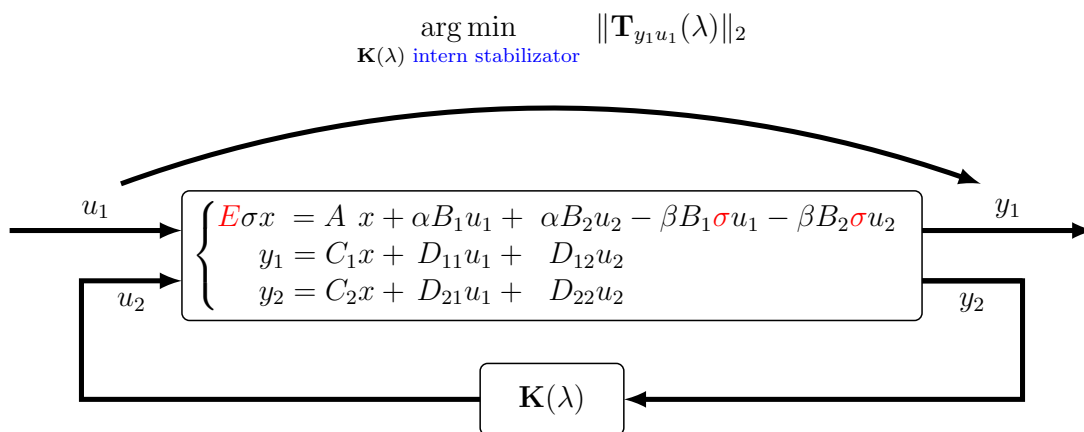 arg min ‖𝐓_{y₁u₁}(λ)‖₂
𝐊(λ) intern stabilizator
u₁
y₁
Eσx = A x + αB₁u₁ + αB₂u₂ − βB₁σu₁ − βB₂σu₂
y₁ = C₁x + D₁₁u₁ + D₁₂u₂
y₂ = C₂x + D₂₁u₁ + D₂₂u₂
u₂
y₂
𝐊(λ)